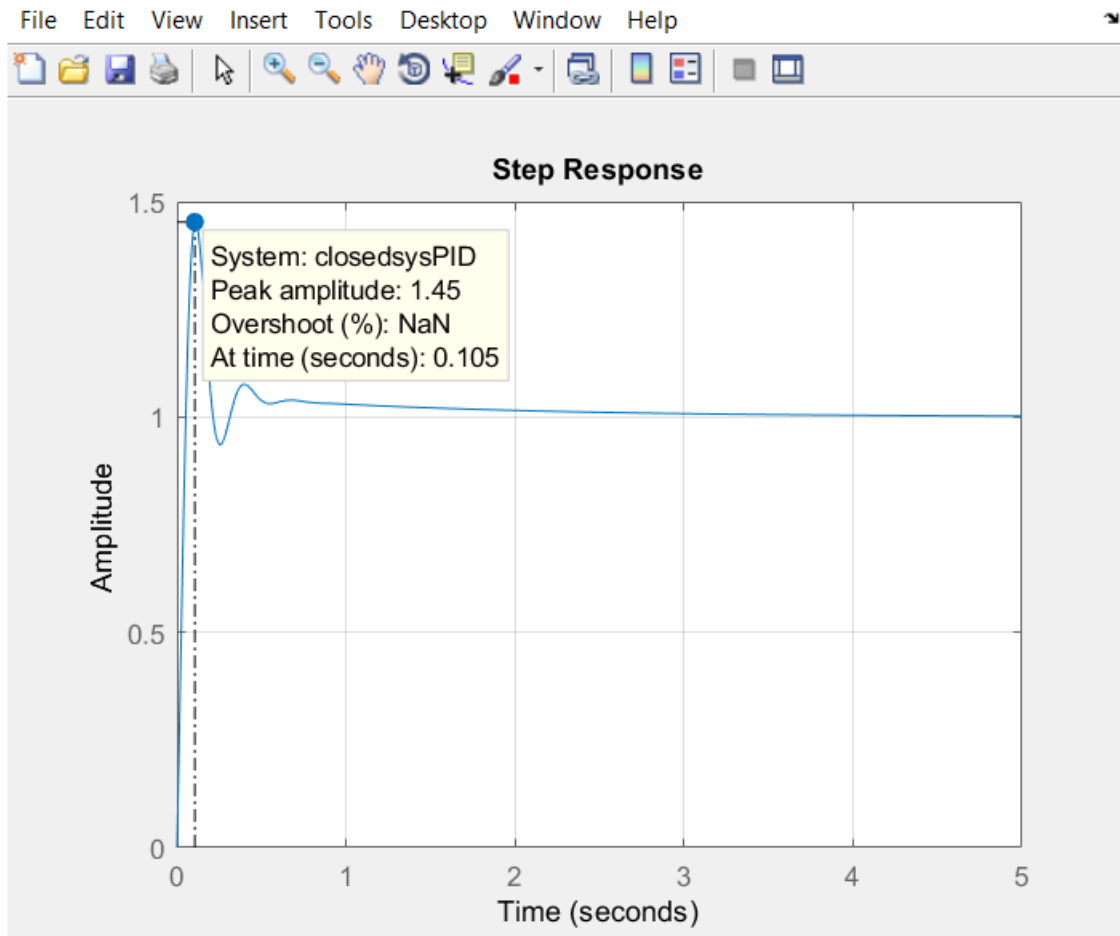 File Edit View Insert Tools Desktop Window Help
Step Response
1.5
System: closedsysPID
Peak amplitude: 1.45
Overshoot (%): NaN
At time (seconds): 0.105
1
Amplitude
0.5
0
0 1 2 3 4 5
Time (seconds)